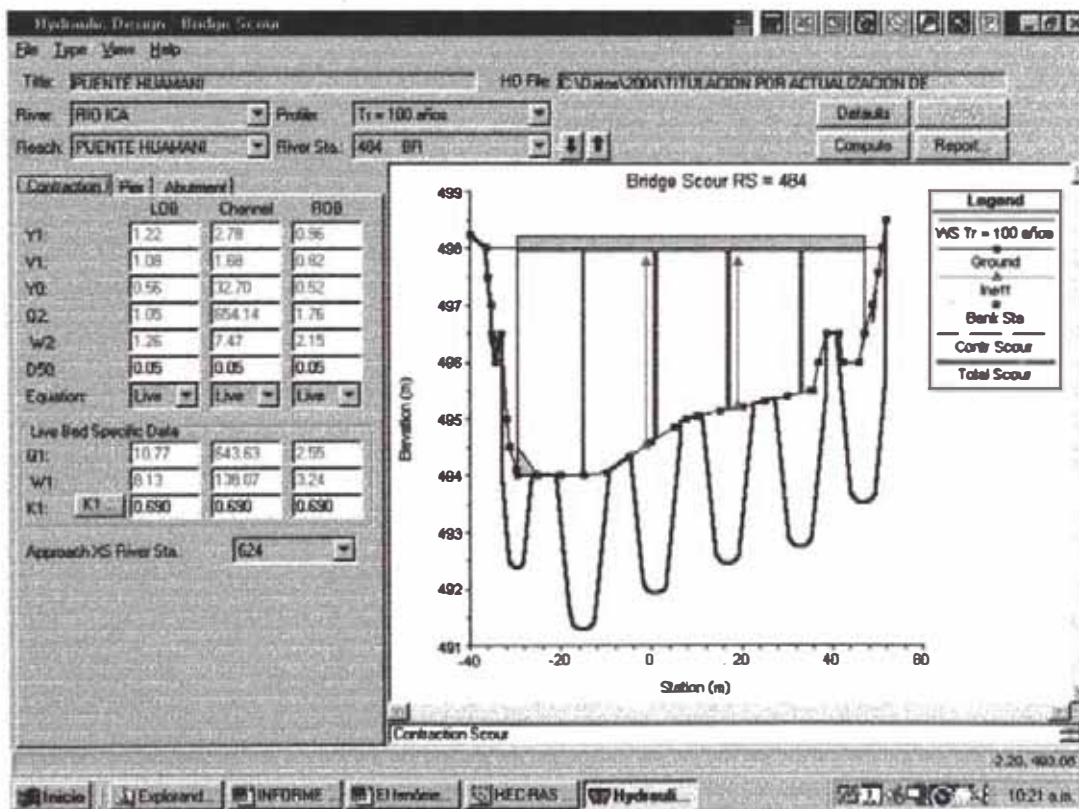 Hydraulic Design - Bridge Scour
File Type View Help
Title: PUENTE HUAMANI
HD File: C:\Datos\2004\TITULACION POR ACTUALIZACION DE
River: RIO ICA
Profile: Tr = 100 años
Defaults
Reach: PUENTE HUAMANI
River Sta.: 484 BR
Compute
Report...
Contraction Pier Abutment
LOB Channel ROB
Y1: 1.22 2.78 0.96
V1: 1.08 1.68 0.82
Y0: 0.56 32.70 0.52
Q2: 1.05 654.14 1.76
W2: 1.26 7.47 2.15
D50: 0.05 0.05 0.05
Equation: Live Live Live
Live Bed Specific Data
Q1: 10.77 643.63 2.55
W1: 8.13 138.07 3.24
K1: K1 ... 0.690 0.690 0.690
Approach XS River Sta.: 624
Bridge Scour RS = 484
499
498
497
496
495
494
493
492
491
Elevation (m)
-40 -20 0 20 40 60
Station (m)
Legend
WS Tr = 100 años
Ground
Ineff
Bank Sta
Contr Scour
Total Scour
Contraction Scour
Inicio
Explorand...
INFORME ...
El fenóme...
HEC-RAS ...
Hydrauli...
10:21 a.m.